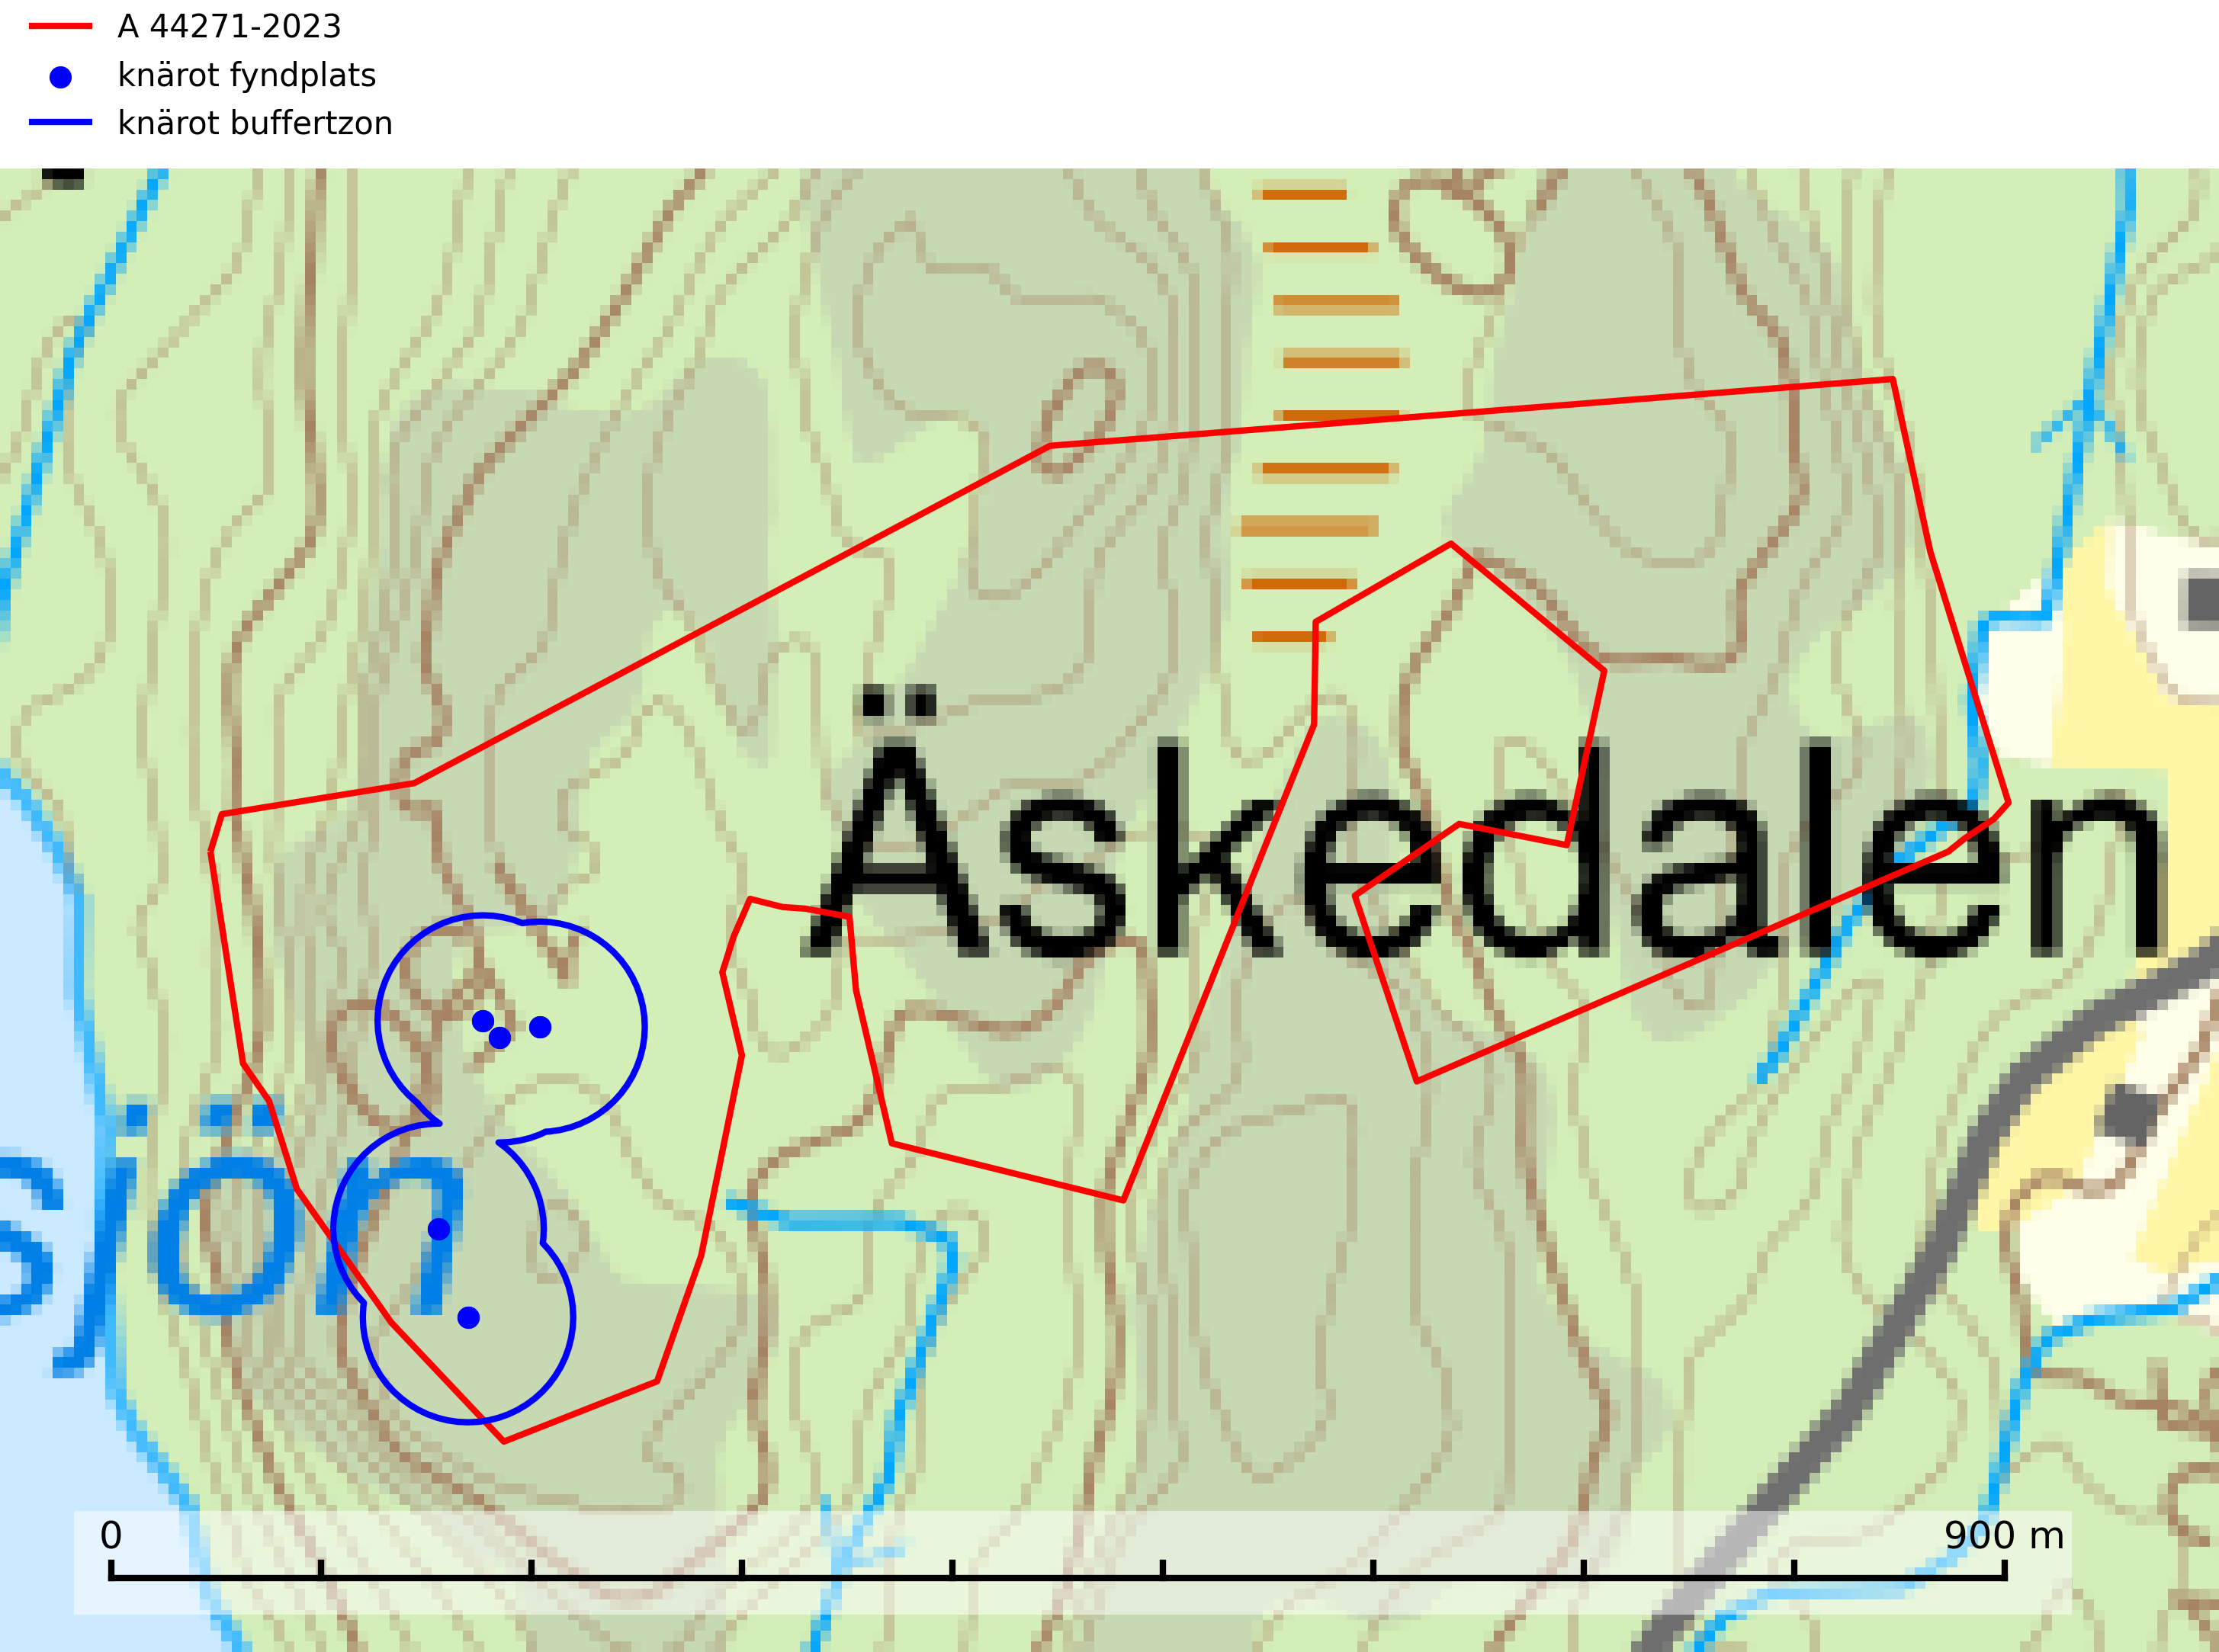 A 44271-2023
knärot fyndplats
knärot buffertzon
Äskedalen
sjön
0
900 m